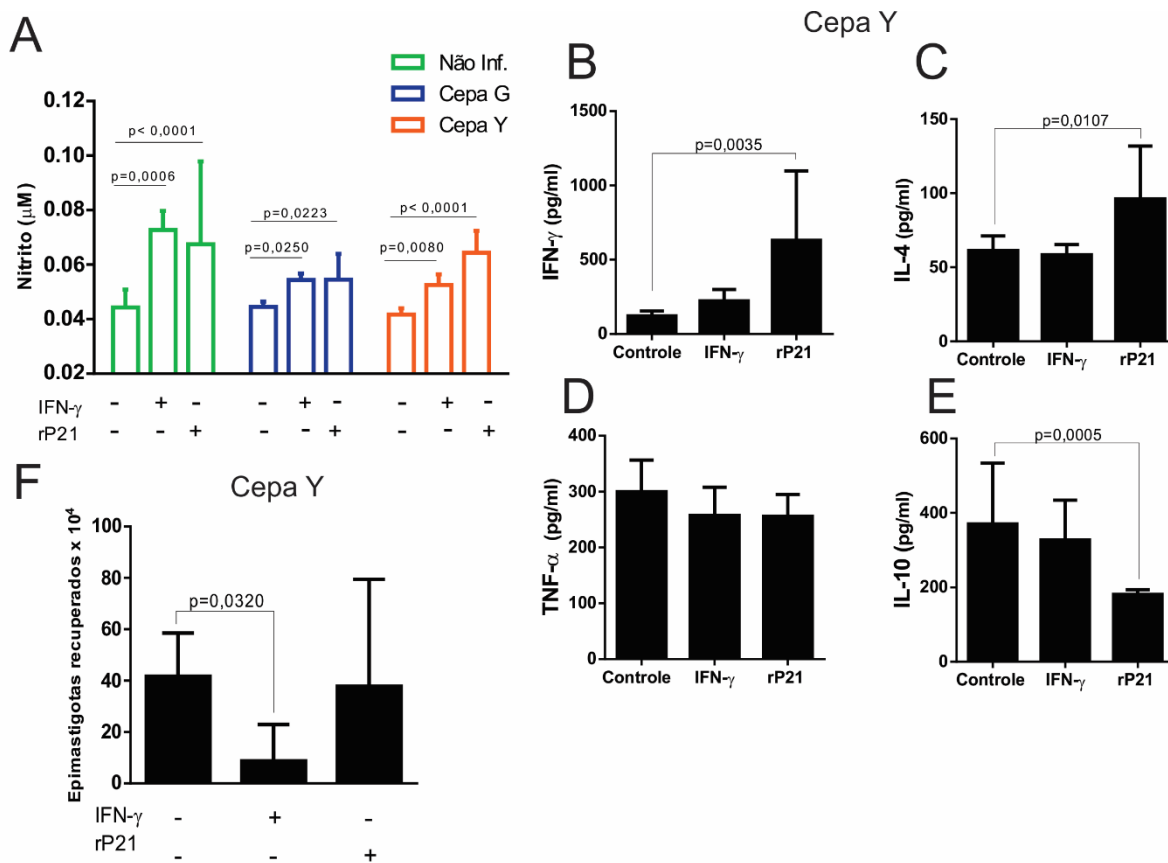 A
Não Inf.
Cepa G
Cepa Y
0.12
0.10
0.08
0.06
0.04
0.02
Nitrito (μM)
p< 0,0001
p=0,0006
p=0,0223
p=0,0250
p< 0,0001
p=0,0080
IFN-γ - + - - + - - + -
rP21 - - + - - + - - +
Cepa Y
B
1500
1000
500
0
IFN-γ (pg/ml)
p=0,0035
Controle IFN-γ rP21
C
150
100
50
0
IL-4 (pg/ml)
p=0,0107
Controle IFN-γ rP21
D
400
300
200
100
0
TNF-α (pg/ml)
Controle IFN-γ rP21
E
600
400
200
0
IL-10 (pg/ml)
p=0,0005
Controle IFN-γ rP21
F
Cepa Y
100
80
60
40
20
0
Epimastigotas recuperados x 10⁴
p=0,0320
IFN-γ - + -
rP21 - - +